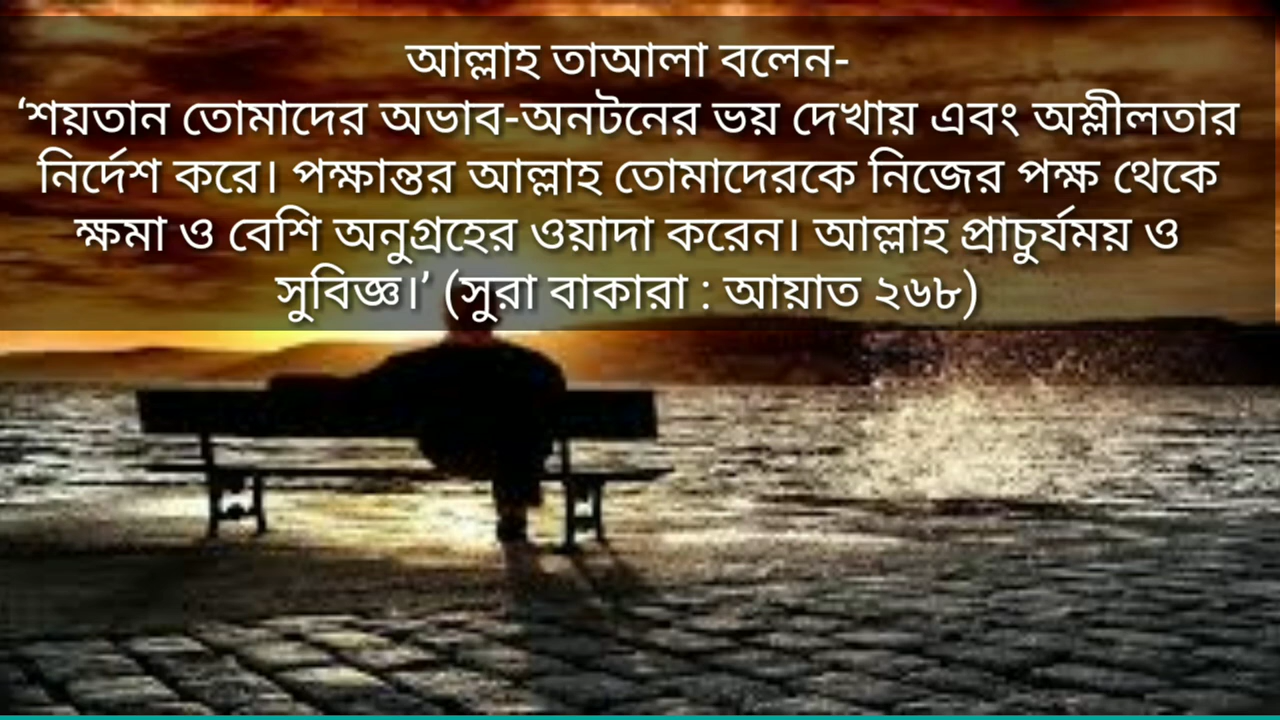 আল্লাহ তাআলা বলেন-
‘শয়তান তোমাদের অভাব-অনটনের ভয় দেখায় এবং অশ্লীলতার
নির্দেশ করে। পক্ষান্তর আল্লাহ তোমাদেরকে নিজের পক্ষ থেকে
ক্ষমা ও বেশি অনুগ্রহের ওয়াদা করেন। আল্লাহ প্রাচুর্যময় ও
সুবিজ্ঞ।’ (সুরা বাকারা : আয়াত ২৬৮)